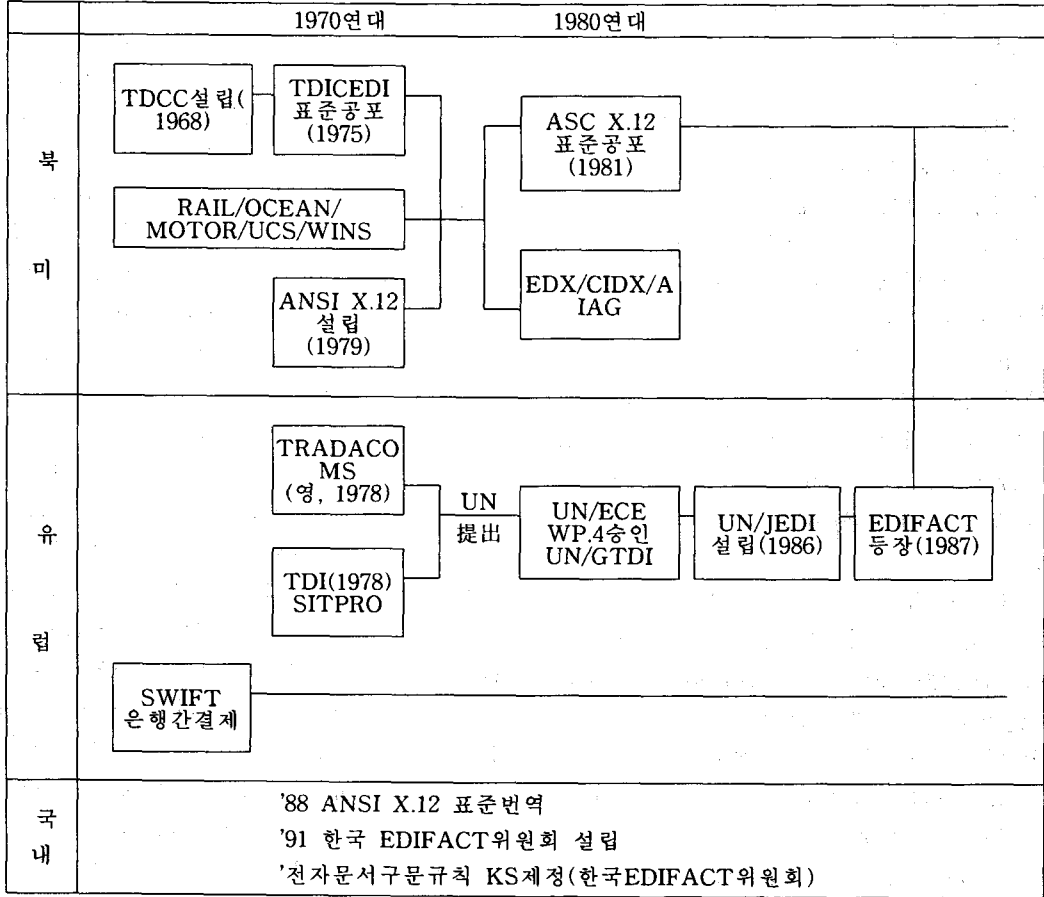 1970연대
1980연대
북
미
TDCC설립(
1968)
TDICEDI
표준공포
(1975)
RAIL/OCEAN/
MOTOR/UCS/WINS
ANSI X.12
설립
(1979)
ASC X.12
표준공포
(1981)
EDX/CIDX/A
IAG
유
럽
TRADACO
MS
(영, 1978)
TDI(1978)
SITPRO
UN
提出
UN/ECE
WP.4승인
UN/GTDI
UN/JEDI
설립(1986)
EDIFACT
등장(1987)
SWIFT
은행간결제
국
내
'88 ANSI X.12 표준번역
'91 한국 EDIFACT위원회 설립
'전자문서구문규칙 KS제정(한국EDIFACT위원회)